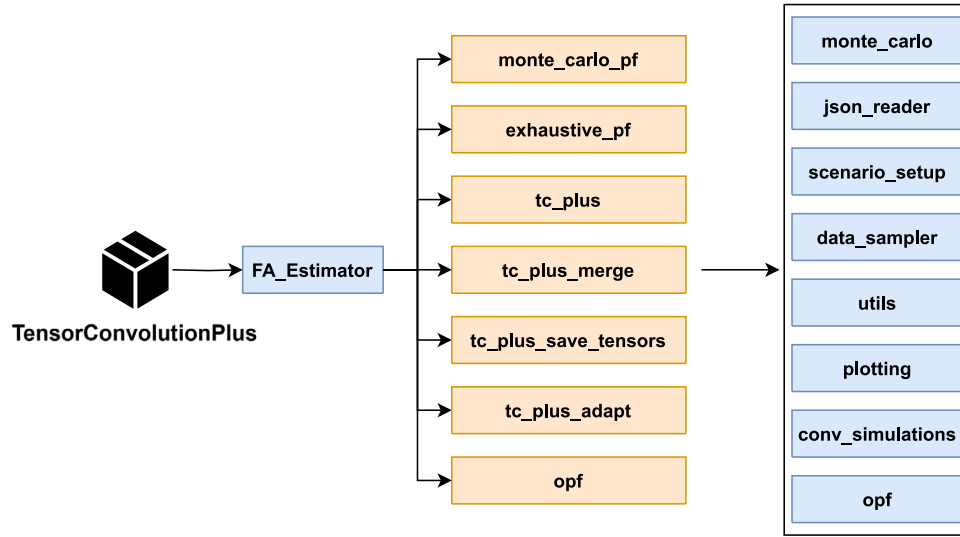 TensorConvolutionPlus
FA_Estimator
monte_carlo_pf
exhaustive_pf
tc_plus
tc_plus_merge
tc_plus_save_tensors
tc_plus_adapt
opf
monte_carlo
json_reader
scenario_setup
data_sampler
utils
plotting
conv_simulations
opf